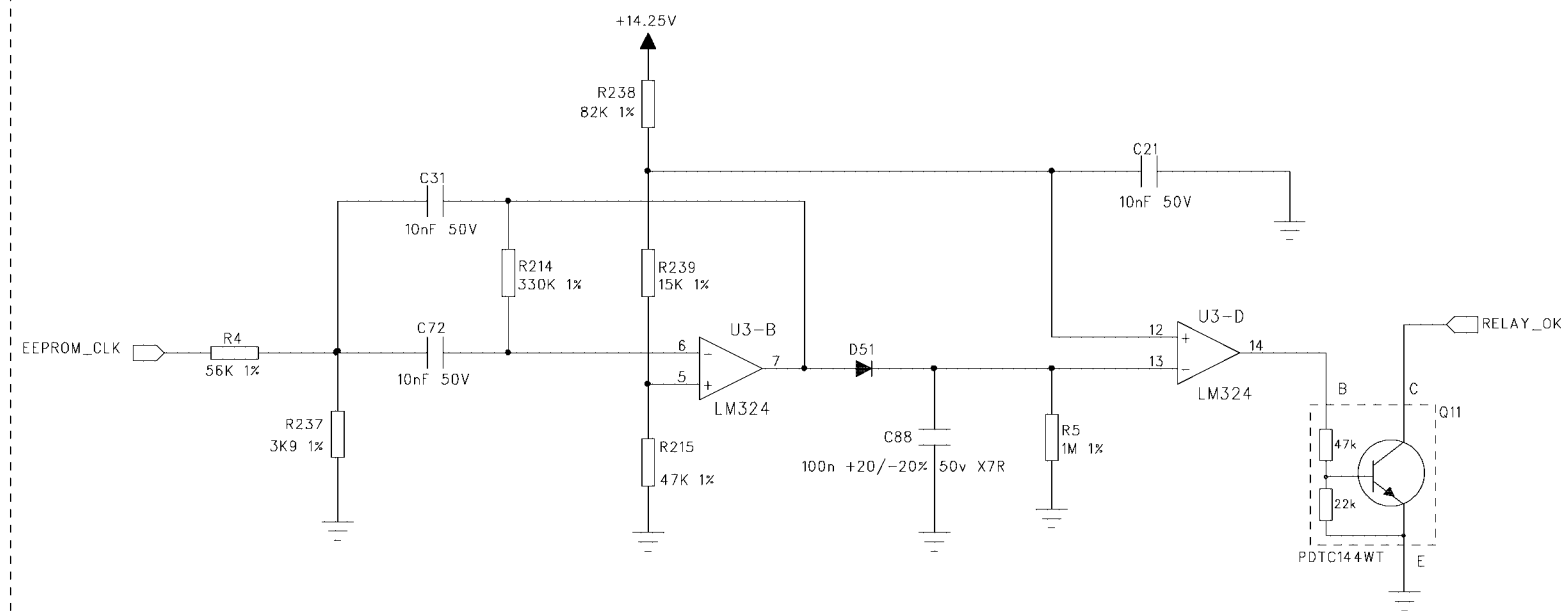 +14.25V
R238
82K 1%
C21
10nF 50V
C31
10nF 50V
R214
330K 1%
R239
15K 1%
EEPROM_CLK
R4
56K 1%
C72
10nF 50V
6
-
5
+
U3-B
7
LM324
D51
12
+
13
-
U3-D
14
LM324
RELAY_OK
R237
3K9 1%
R215
47K 1%
C88
100n +20/-20% 50v X7R
R5
1M 1%
B
C
Q11
47k
22k
PDTC144WT
E